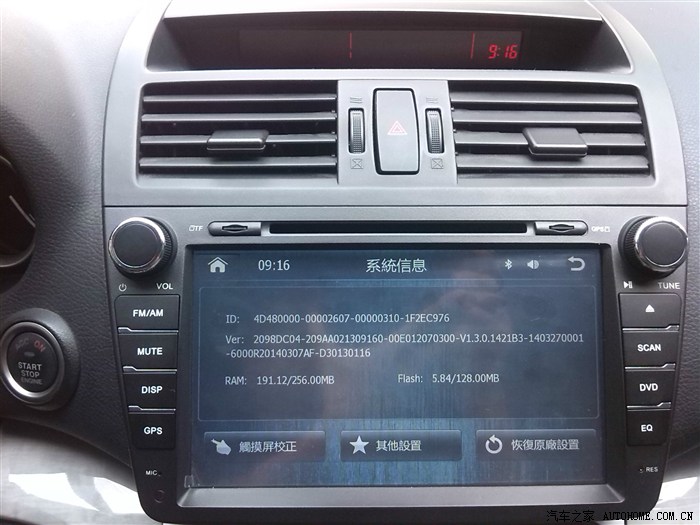 9:16
TF
GPS
VOL
TUNE
09:16 系統信息
FM/AM
MUTE
DISP
GPS
MIC
START
STOP
ENGINE
ID: 4D480000-00002607-00000310-1F2EC976
Ver: 2098DC04-209AA021309160-00E012070300-V1.3.0.1421B3-1403270001
-6000R20140307AF-D30130116
RAM: 191.12/256.00MB Flash: 5.84/128.00MB
觸摸屏校正 其他設置 恢復原廠設置
SCAN
DVD
EQ
RES
汽车之家 AUTOHOME.COM.CN